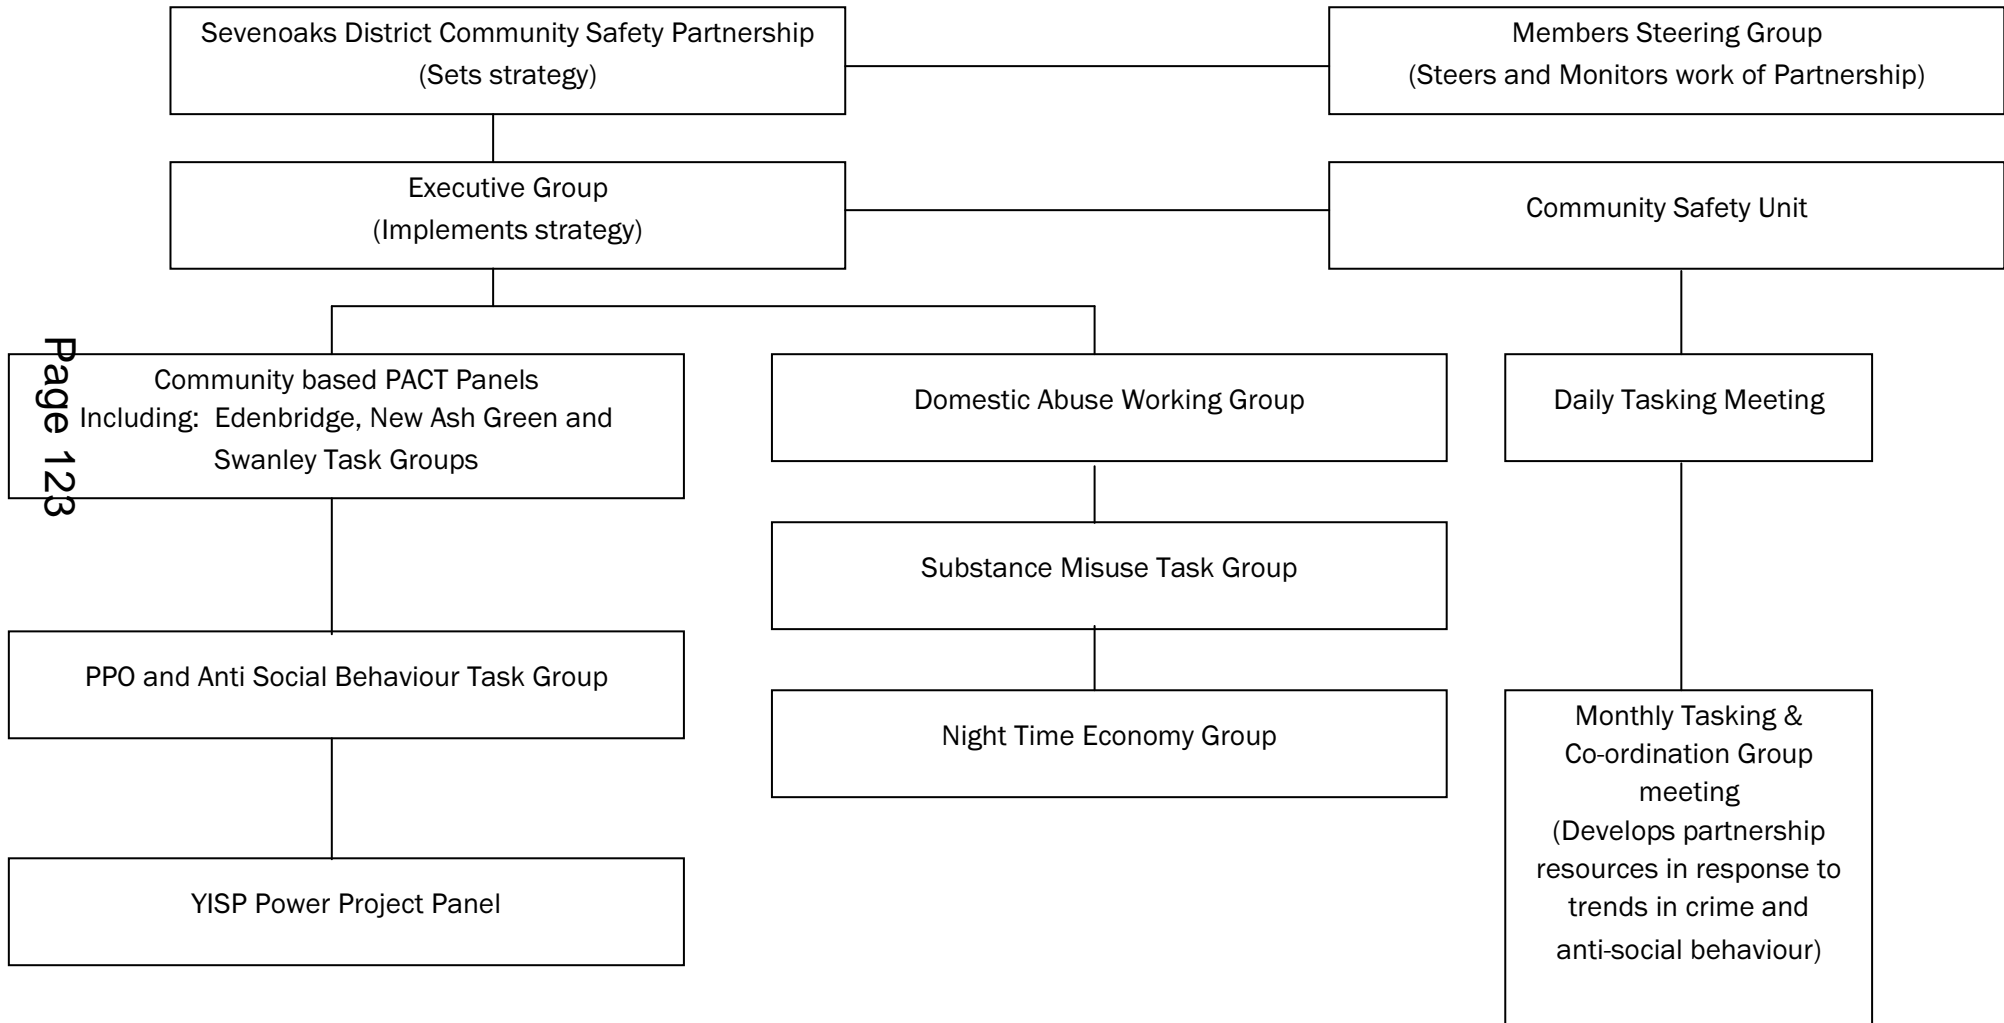 Sevenoaks District Community Safety Partnership
(Sets strategy)
Members Steering Group
(Steers and Monitors work of Partnership)
Executive Group
(Implements strategy)
Community Safety Unit
Page 123
Community based PACT Panels
Including:  Edenbridge, New Ash Green and
Swanley Task Groups
Domestic Abuse Working Group
Daily Tasking Meeting
Substance Misuse Task Group
PPO and Anti Social Behaviour Task Group
Night Time Economy Group
Monthly Tasking &
Co-ordination Group
meeting
(Develops partnership
resources in response to
trends in crime and
anti-social behaviour)
YISP Power Project Panel